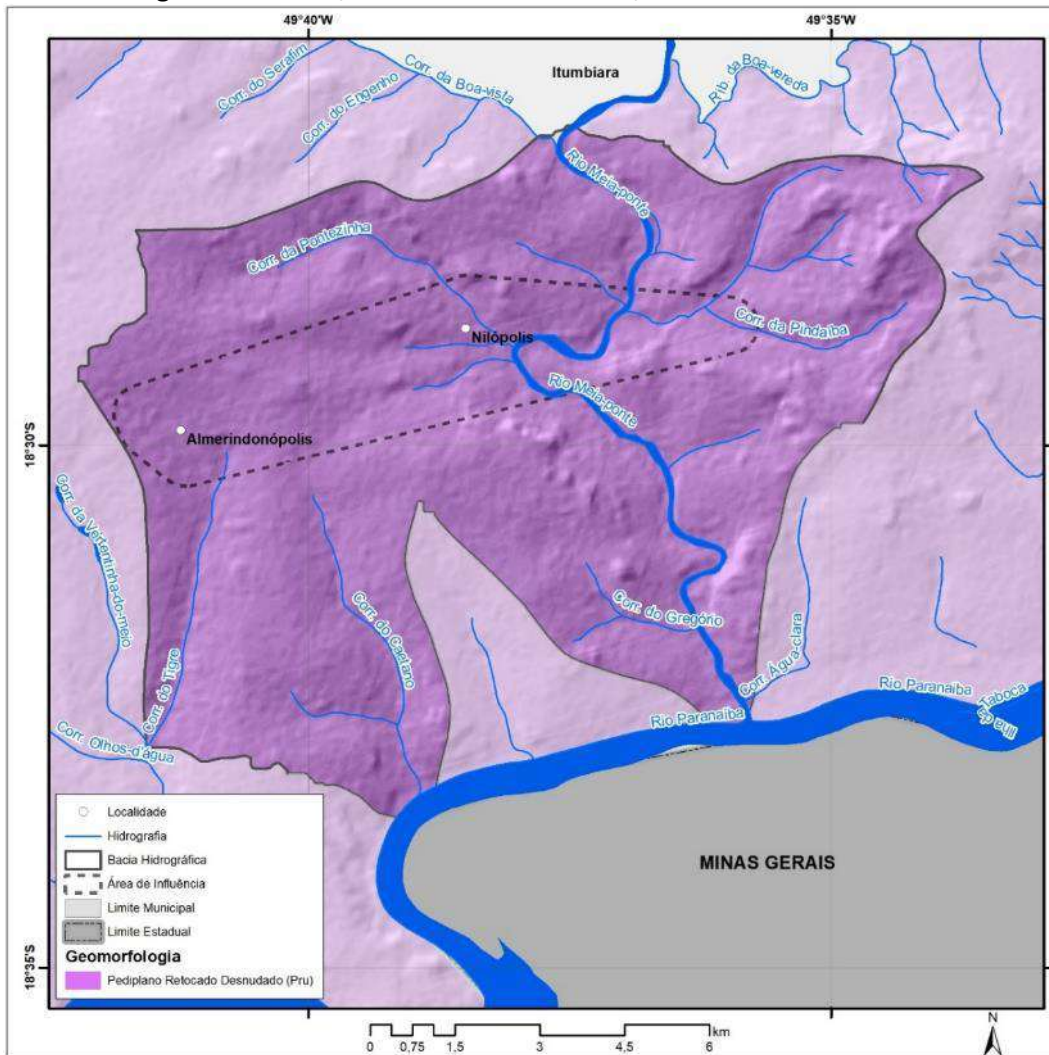 49°40'W
49°35'W
Itumbiara
Corr. do Serafim
Corr. da Boa-vista
Corr. do Engenho
Rib. da Boa-vereda
Rio Meia-ponte
Corr. da Pontezinha
Corr. da Pindaíba
Nilópolis
Rio Meia-ponte
Almerindonópolis
18°30'S
Corr. da Vertentinha-do-meio
Corr. do Tigre
Corr. do Caetano
Corr. do Gregório
Corr. Água-clara
Rio Paranaíba
Rio Paranaíba
Ilha da Taboca
Corr. Olhos-d'água
MINAS GERAIS
Localidade
Hidrografia
Bacia Hidrográfica
Área de Influência
Limite Municipal
Limite Estadual
Geomorfologia
Pediplano Retocado Desnudado (Pru)
18°35'S
km
0 0,75 1,5 3 4,5 6
N